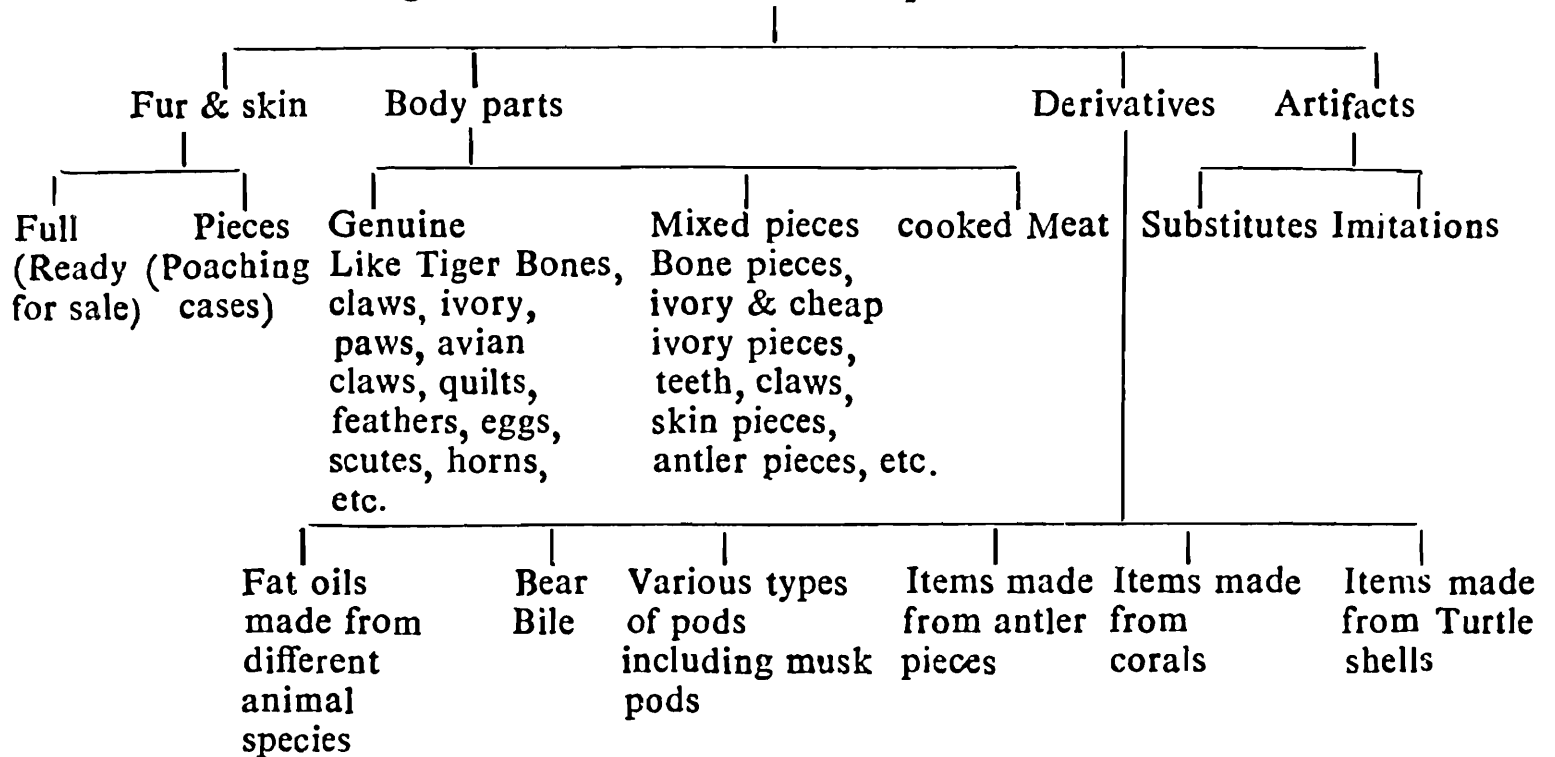 Fur & skin Body parts Derivatives Artifacts
Full Pieces Genuine Mixed pieces cooked Meat Substitutes Imitations
(Ready (Poaching Like Tiger Bones, Bone pieces,
for sale) cases) claws, ivory, ivory & cheap
paws, avian ivory pieces,
claws, quilts, teeth, claws,
feathers, eggs, skin pieces,
scutes, horns, antler pieces, etc.
etc.
Fat oils Bear Various types Items made Items made Items made
made from Bile of pods from antler from from Turtle
different including musk pieces corals shells
animal pods
species